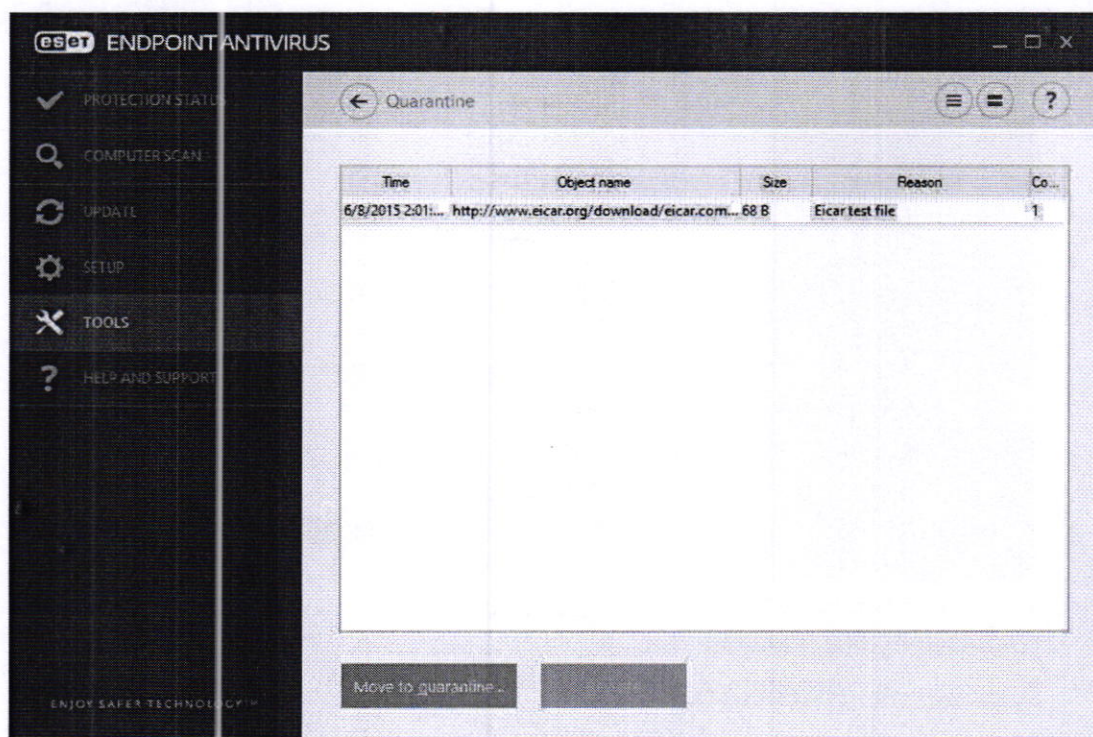 eset ENDPOINT ANTIVIRUS
PROTECTION STATUS
Quarantine
?
COMPUTER SCAN
Time Object name Size Reason Co...
UPDATE
6/8/2015 2:01:... http://www.eicar.org/download/eicar.com... 68 B Eicar test file 1
SETUP
TOOLS
? HELP AND SUPPORT
Move to quarantine...
ENJOY SAFER TECHNOLOGY™